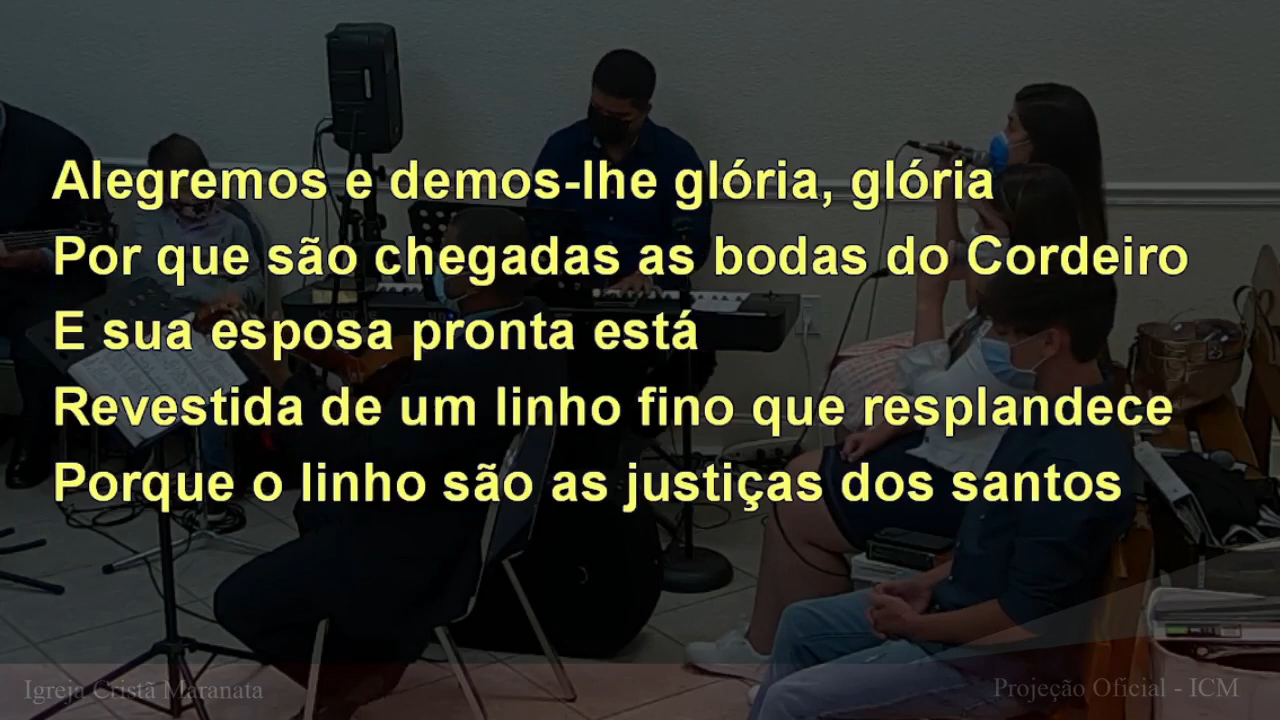 Alegremos e demos-lhe glória, glória
Por que são chegadas as bodas do Cordeiro
E sua esposa pronta está
Revestida de um linho fino que resplandece
Porque o linho são as justiças dos santos
Igreja Cristã Maranata
Projeção Oficial - ICM